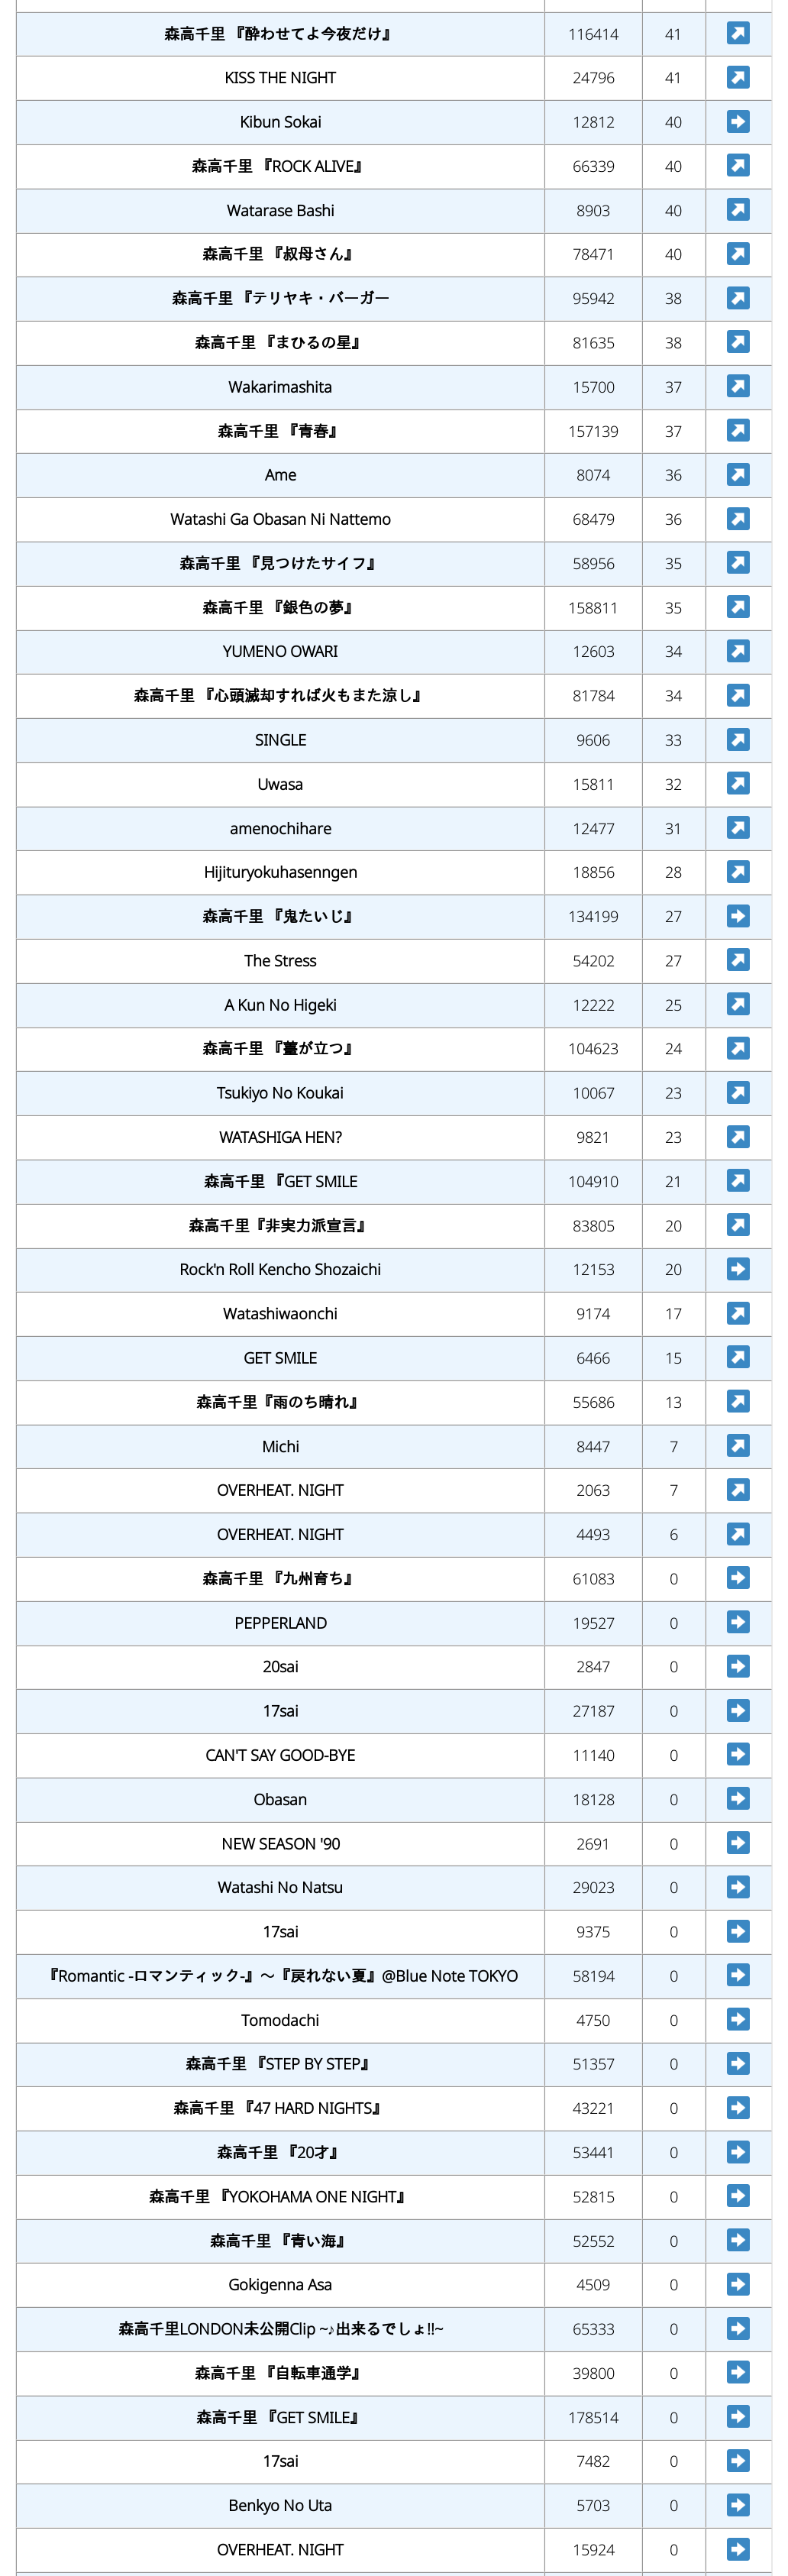 森高千里 『酔わせてよ今夜だけ』 116414 41
KISS THE NIGHT 24796 41
Kibun Sokai 12812 40
森高千里 『ROCK ALIVE』 66339 40
Watarase Bashi 8903 40
森高千里 『叔母さん』 78471 40
森高千里 『テリヤキ・バーガー 95942 38
森高千里 『まひるの星』 81635 38
Wakarimashita 15700 37
森高千里 『青春』 157139 37
Ame 8074 36
Watashi Ga Obasan Ni Nattemo 68479 36
森高千里 『見つけたサイフ』 58956 35
森高千里 『銀色の夢』 158811 35
YUMENO OWARI 12603 34
森高千里 『心頭滅却すれば火もまた涼し』 81784 34
SINGLE 9606 33
Uwasa 15811 32
amenochihare 12477 31
Hijituryokuhasenngen 18856 28
森高千里 『鬼たいじ』 134199 27
The Stress 54202 27
A Kun No Higeki 12222 25
森高千里 『薹が立つ』 104623 24
Tsukiyo No Koukai 10067 23
WATASHIGA HEN? 9821 23
森高千里 『GET SMILE 104910 21
森高千里『非実力派宣言』 83805 20
Rock'n Roll Kencho Shozaichi 12153 20
Watashiwaonchi 9174 17
GET SMILE 6466 15
森高千里『雨のち晴れ』 55686 13
Michi 8447 7
OVERHEAT. NIGHT 2063 7
OVERHEAT. NIGHT 4493 6
森高千里 『九州育ち』 61083 0
PEPPERLAND 19527 0
20sai 2847 0
17sai 27187 0
CAN'T SAY GOOD-BYE 11140 0
Obasan 18128 0
NEW SEASON '90 2691 0
Watashi No Natsu 29023 0
17sai 9375 0
『Romantic -ロマンティック-』～『戻れない夏』@Blue Note TOKYO 58194 0
Tomodachi 4750 0
森高千里 『STEP BY STEP』 51357 0
森高千里 『47 HARD NIGHTS』 43221 0
森高千里 『20才』 53441 0
森高千里 『YOKOHAMA ONE NIGHT』 52815 0
森高千里 『青い海』 52552 0
Gokigenna Asa 4509 0
森高千里LONDON未公開Clip ~♪出来るでしょ!!~ 65333 0
森高千里 『自転車通学』 39800 0
森高千里 『GET SMILE』 178514 0
17sai 7482 0
Benkyo No Uta 5703 0
OVERHEAT. NIGHT 15924 0